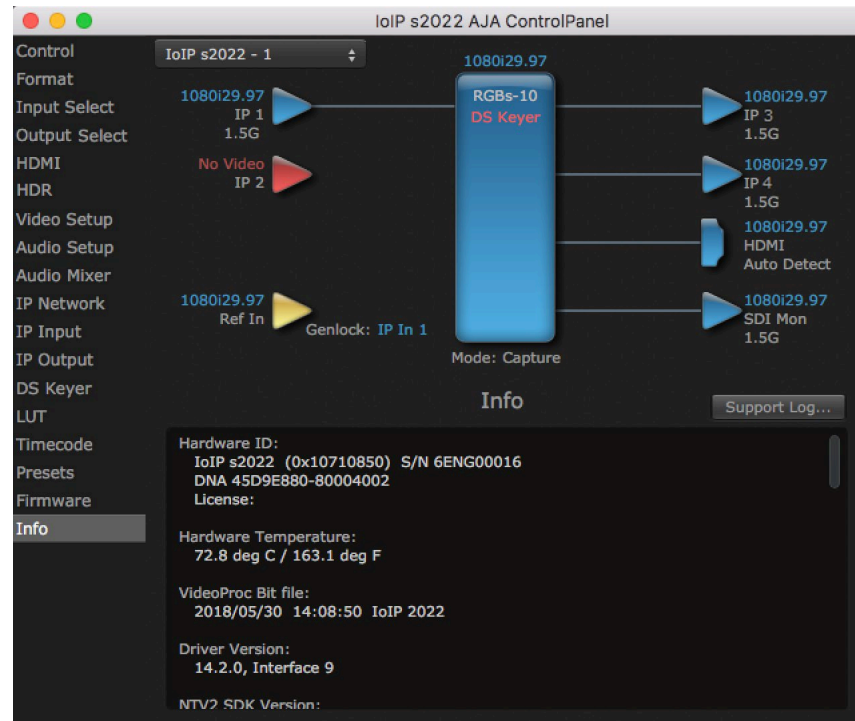 IoIP s2022 AJA ControlPanel
Control
Format
Input Select
Output Select
HDMI
HDR
Video Setup
Audio Setup
Audio Mixer
IP Network
IP Input
IP Output
DS Keyer
LUT
Timecode
Presets
Firmware
Info
IoIP s2022 - 1
1080i29.97
1080i29.97
IP 1
1.5G
No Video
IP 2
1080i29.97
Ref In
Genlock: IP In 1
RGBs-10
DS Keyer
Mode: Capture
1080i29.97
IP 3
1.5G
1080i29.97
IP 4
1.5G
1080i29.97
HDMI
Auto Detect
1080i29.97
SDI Mon
1.5G
Info
Support Log...
Hardware ID:
IoIP s2022 (0x10710850) S/N 6ENG00016
DNA 45D9E880-80004002
License:
Hardware Temperature:
72.8 deg C / 163.1 deg F
VideoProc Bit file:
2018/05/30 14:08:50 IoIP 2022
Driver Version:
14.2.0, Interface 9
NTV2 SDK Version: